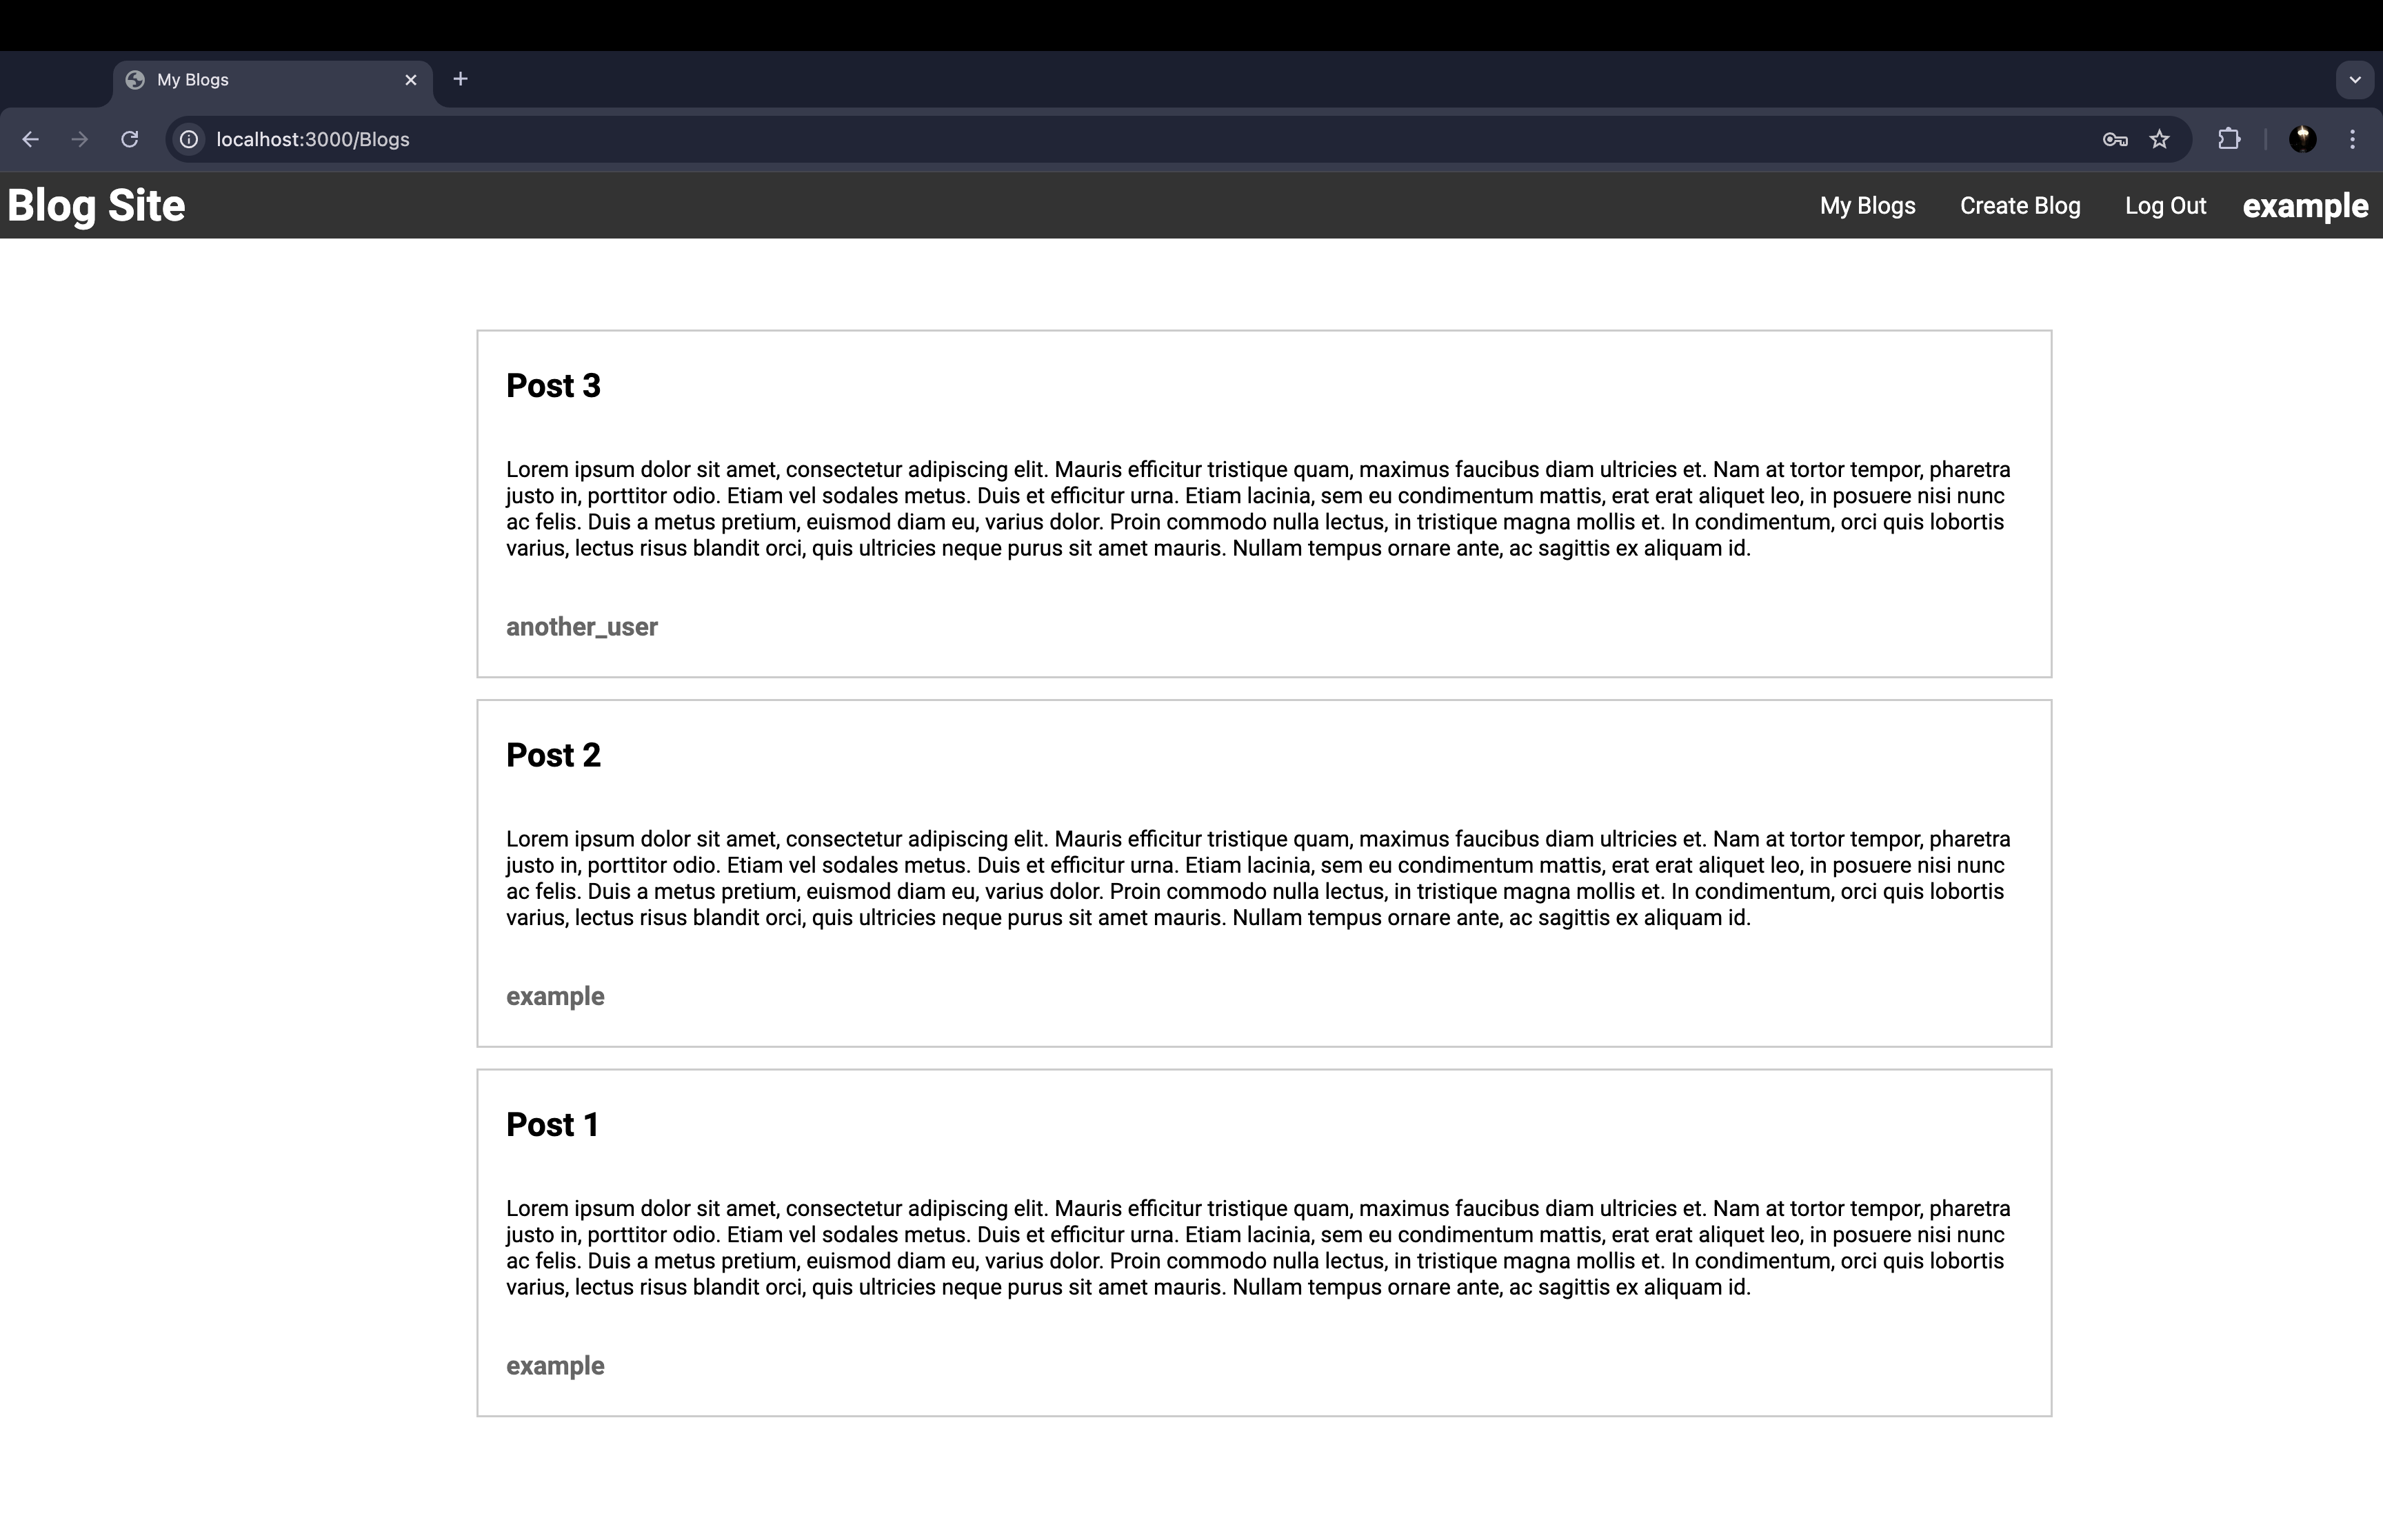 My Blogs
localhost:3000/Blogs
Blog Site
My Blogs
Create Blog
Log Out
example
Post 3
Lorem ipsum dolor sit amet, consectetur adipiscing elit. Mauris efficitur tristique quam, maximus faucibus diam ultricies et. Nam at tortor tempor, pharetra
justo in, porttitor odio. Etiam vel sodales metus. Duis et efficitur urna. Etiam lacinia, sem eu condimentum mattis, erat erat aliquet leo, in posuere nisi nunc
ac felis. Duis a metus pretium, euismod diam eu, varius dolor. Proin commodo nulla lectus, in tristique magna mollis et. In condimentum, orci quis lobortis
varius, lectus risus blandit orci, quis ultricies neque purus sit amet mauris. Nullam tempus ornare ante, ac sagittis ex aliquam id.
another_user
Post 2
Lorem ipsum dolor sit amet, consectetur adipiscing elit. Mauris efficitur tristique quam, maximus faucibus diam ultricies et. Nam at tortor tempor, pharetra
justo in, porttitor odio. Etiam vel sodales metus. Duis et efficitur urna. Etiam lacinia, sem eu condimentum mattis, erat erat aliquet leo, in posuere nisi nunc
ac felis. Duis a metus pretium, euismod diam eu, varius dolor. Proin commodo nulla lectus, in tristique magna mollis et. In condimentum, orci quis lobortis
varius, lectus risus blandit orci, quis ultricies neque purus sit amet mauris. Nullam tempus ornare ante, ac sagittis ex aliquam id.
example
Post 1
Lorem ipsum dolor sit amet, consectetur adipiscing elit. Mauris efficitur tristique quam, maximus faucibus diam ultricies et. Nam at tortor tempor, pharetra
justo in, porttitor odio. Etiam vel sodales metus. Duis et efficitur urna. Etiam lacinia, sem eu condimentum mattis, erat erat aliquet leo, in posuere nisi nunc
ac felis. Duis a metus pretium, euismod diam eu, varius dolor. Proin commodo nulla lectus, in tristique magna mollis et. In condimentum, orci quis lobortis
varius, lectus risus blandit orci, quis ultricies neque purus sit amet mauris. Nullam tempus ornare ante, ac sagittis ex aliquam id.
example